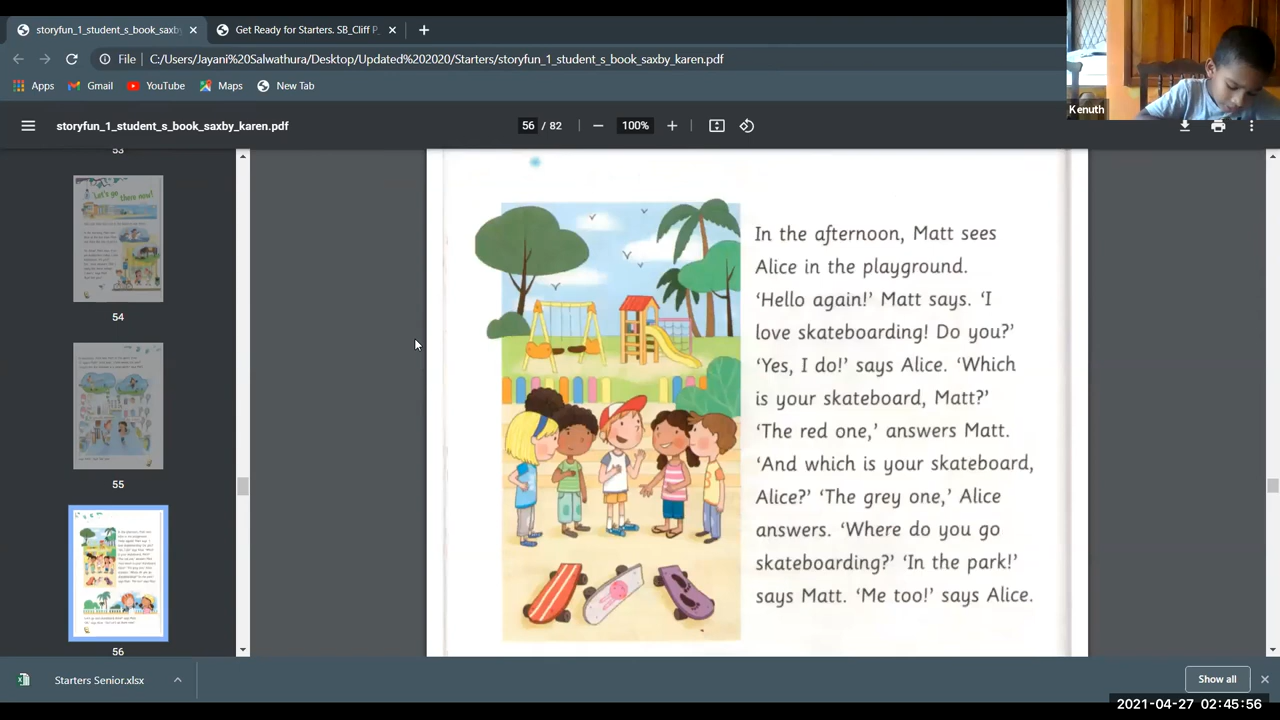 storyfun_1_student_s_book_saxby
Get Ready for Starters. SB_Cliff P
File C:/Users/Jayani%20Salwathura/Desktop/Updated%202020/Starters/storyfun_1_student_s_book_saxby_karen.pdf
Apps Gmail YouTube Maps New Tab
Kenuth
storyfun_1_student_s_book_saxby_karen.pdf 56 / 82 100%
53
Let's go there now!
54
55
56
In the afternoon, Matt sees
Alice in the playground.
‘Hello again!’ Matt says. ‘I
love skateboarding! Do you?’
‘Yes, I do!’ says Alice. ‘Which
is your skateboard, Matt?’
‘The red one,’ answers Matt.
‘And which is your skateboard,
Alice?’ ‘The grey one,’ Alice
answers. ‘Where do you go
skateboarding?’ ‘In the park!’
says Matt. ‘Me too!’ says Alice.
Starters Senior.xlsx
Show all
2021-04-27 02:45:56